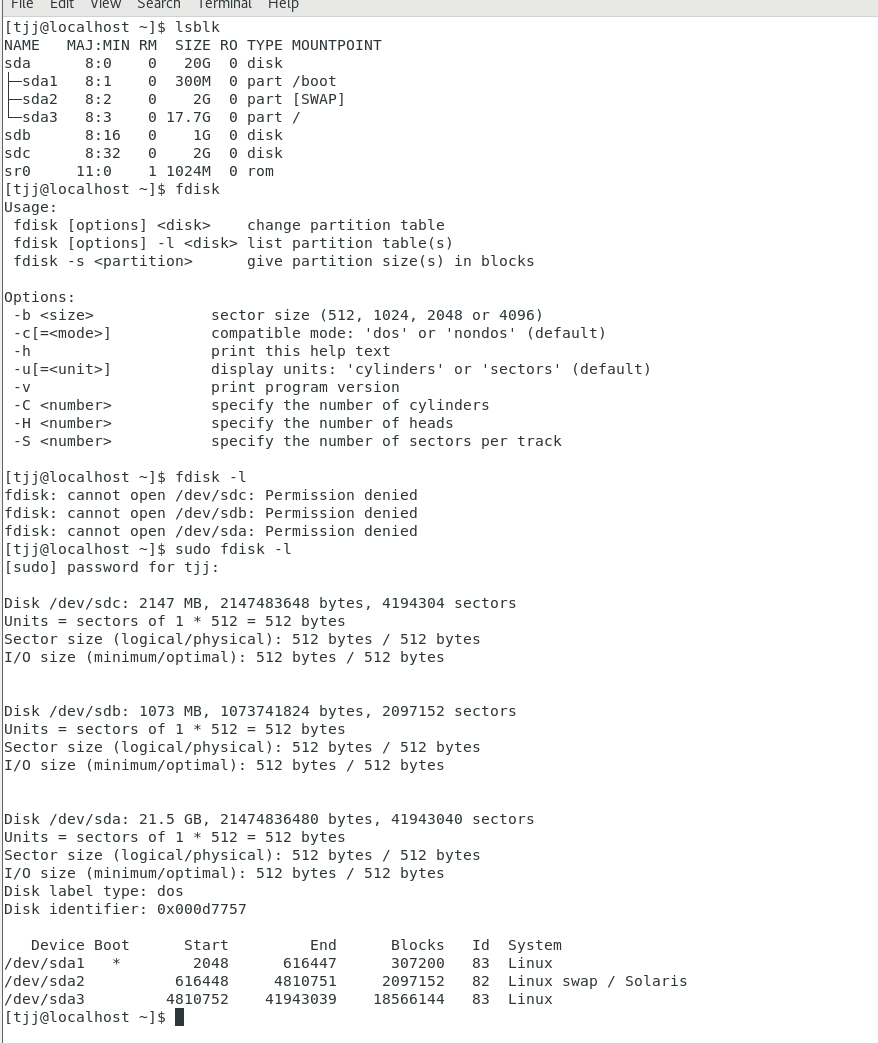 File Edit View Search Terminal Help
[tjj@localhost ~]$ lsblk
NAME   MAJ:MIN RM  SIZE RO TYPE MOUNTPOINT
sda      8:0    0   20G  0 disk
├─sda1   8:1    0  300M  0 part /boot
├─sda2   8:2    0    2G  0 part [SWAP]
└─sda3   8:3    0 17.7G  0 part /
sdb      8:16   0    1G  0 disk
sdc      8:32   0    2G  0 disk
sr0     11:0    1 1024M  0 rom
[tjj@localhost ~]$ fdisk
Usage:
 fdisk [options] <disk>    change partition table
 fdisk [options] -l <disk> list partition table(s)
 fdisk -s <partition>      give partition size(s) in blocks

Options:
 -b <size>             sector size (512, 1024, 2048 or 4096)
 -c[=<mode>]           compatible mode: 'dos' or 'nondos' (default)
 -h                    print this help text
 -u[=<unit>]           display units: 'cylinders' or 'sectors' (default)
 -v                    print program version
 -C <number>           specify the number of cylinders
 -H <number>           specify the number of heads
 -S <number>           specify the number of sectors per track

[tjj@localhost ~]$ fdisk -l
fdisk: cannot open /dev/sdc: Permission denied
fdisk: cannot open /dev/sdb: Permission denied
fdisk: cannot open /dev/sda: Permission denied
[tjj@localhost ~]$ sudo fdisk -l
[sudo] password for tjj:

Disk /dev/sdc: 2147 MB, 2147483648 bytes, 4194304 sectors
Units = sectors of 1 * 512 = 512 bytes
Sector size (logical/physical): 512 bytes / 512 bytes
I/O size (minimum/optimal): 512 bytes / 512 bytes


Disk /dev/sdb: 1073 MB, 1073741824 bytes, 2097152 sectors
Units = sectors of 1 * 512 = 512 bytes
Sector size (logical/physical): 512 bytes / 512 bytes
I/O size (minimum/optimal): 512 bytes / 512 bytes


Disk /dev/sda: 21.5 GB, 21474836480 bytes, 41943040 sectors
Units = sectors of 1 * 512 = 512 bytes
Sector size (logical/physical): 512 bytes / 512 bytes
I/O size (minimum/optimal): 512 bytes / 512 bytes
Disk label type: dos
Disk identifier: 0x000d7757

   Device Boot      Start         End      Blocks   Id  System
/dev/sda1   *        2048      616447      307200   83  Linux
/dev/sda2          616448     4810751     2097152   82  Linux swap / Solaris
/dev/sda3         4810752    41943039    18566144   83  Linux
[tjj@localhost ~]$